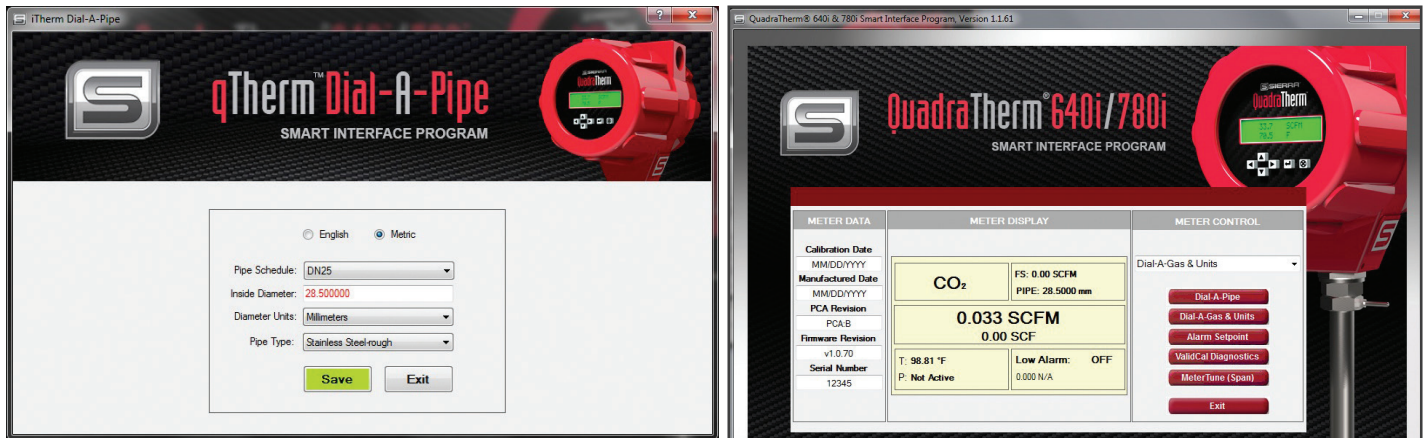 iTherm Dial-A-Pipe
qTherm™ Dial-A-Pipe
SMART INTERFACE PROGRAM
English
Metric
Pipe Schedule: DN25
Inside Diameter: 28.500000
Diameter Units: Millimeters
Pipe Type: Stainless Steel-rough
Save
Exit
QuadraTherm® 640i & 780i Smart Interface Program, Version 1.1.61
QuadraTherm® 640i/780i
SMART INTERFACE PROGRAM
SIERRA
QuadraTherm
METER DATA
Calibration Date
MM/DD/YYYY
Manufactured Date
MM/DD/YYYY
PCA Revision
PCA:B
Firmware Revision
v1.0.70
Serial Number
12345
METER DISPLAY
CO₂
FS: 0.00 SCFM
PIPE: 28.5000 mm
0.033 SCFM
0.00 SCF
T: 98.81 °F
P: Not Active
Low Alarm: OFF
0.000 N/A
METER CONTROL
Dial-A-Gas & Units
Dial-A-Pipe
Dial-A-Gas & Units
Alarm Setpoint
ValidCal Diagnostics
MeterTune (Span)
Exit